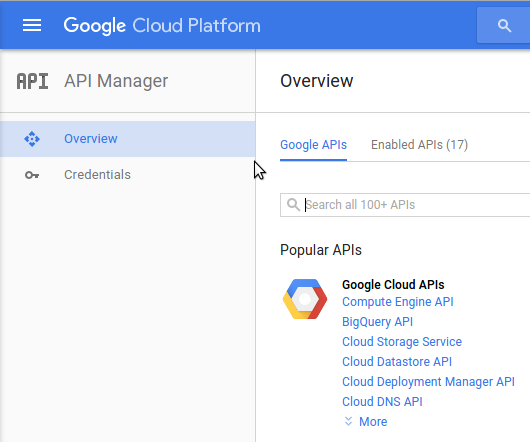 Google Cloud Platform
API API Manager
Overview
Overview
Credentials
Google APIs Enabled APIs (17)
Search all 100+ APIs
Popular APIs
Google Cloud APIs
Compute Engine API
BigQuery API
Cloud Storage Service
Cloud Datastore API
Cloud Deployment Manager API
Cloud DNS API
More